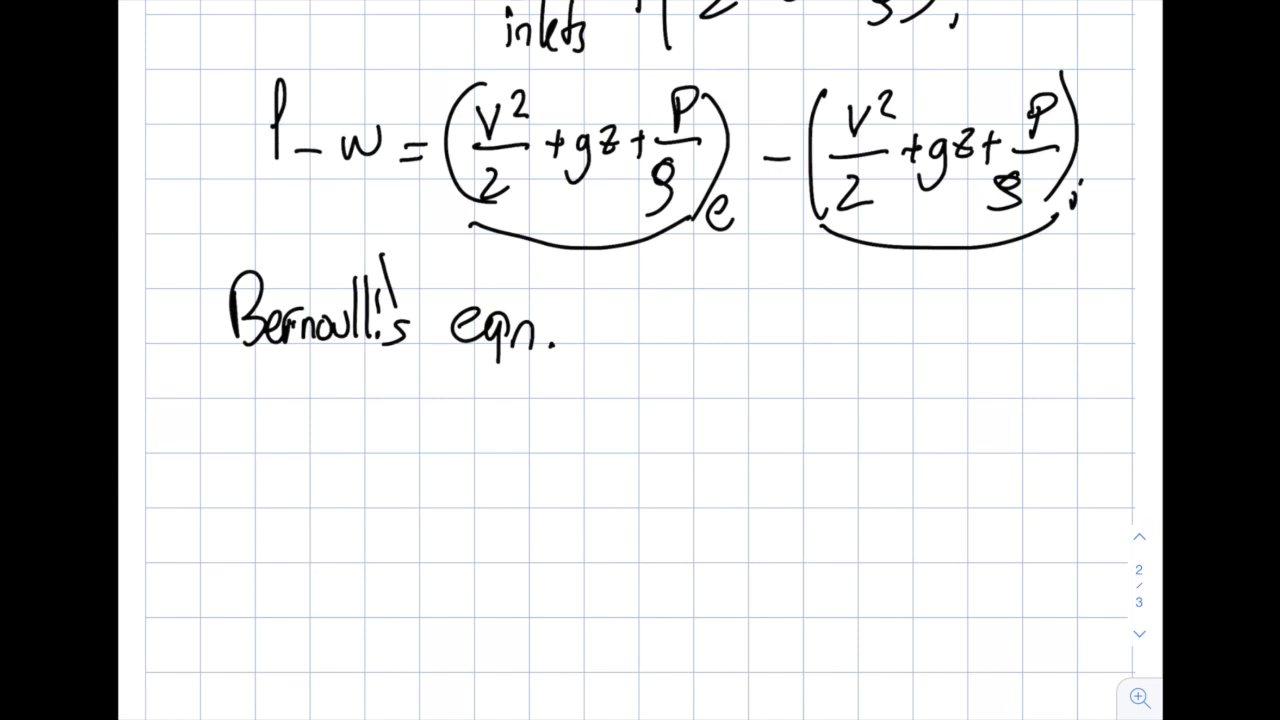 inlets
l - w = (V²/2 + gz + P/ρ)e - (V²/2 + gz + P/ρ)i
Bernoulli's eqn.
2
/
3